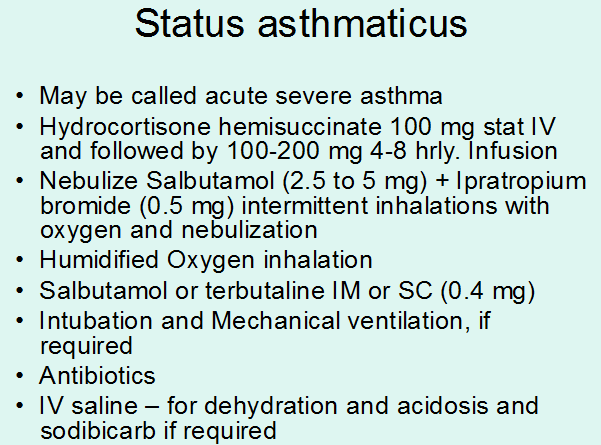 Status asthmaticus
• May be called acute severe asthma
• Hydrocortisone hemisuccinate 100 mg stat IV
and followed by 100-200 mg 4-8 hrly. Infusion
• Nebulize Salbutamol (2.5 to 5 mg) + Ipratropium
bromide (0.5 mg) intermittent inhalations with
oxygen and nebulization
• Humidified Oxygen inhalation
• Salbutamol or terbutaline IM or SC (0.4 mg)
• Intubation and Mechanical ventilation, if
required
• Antibiotics
• IV saline – for dehydration and acidosis and
sodibicarb if required